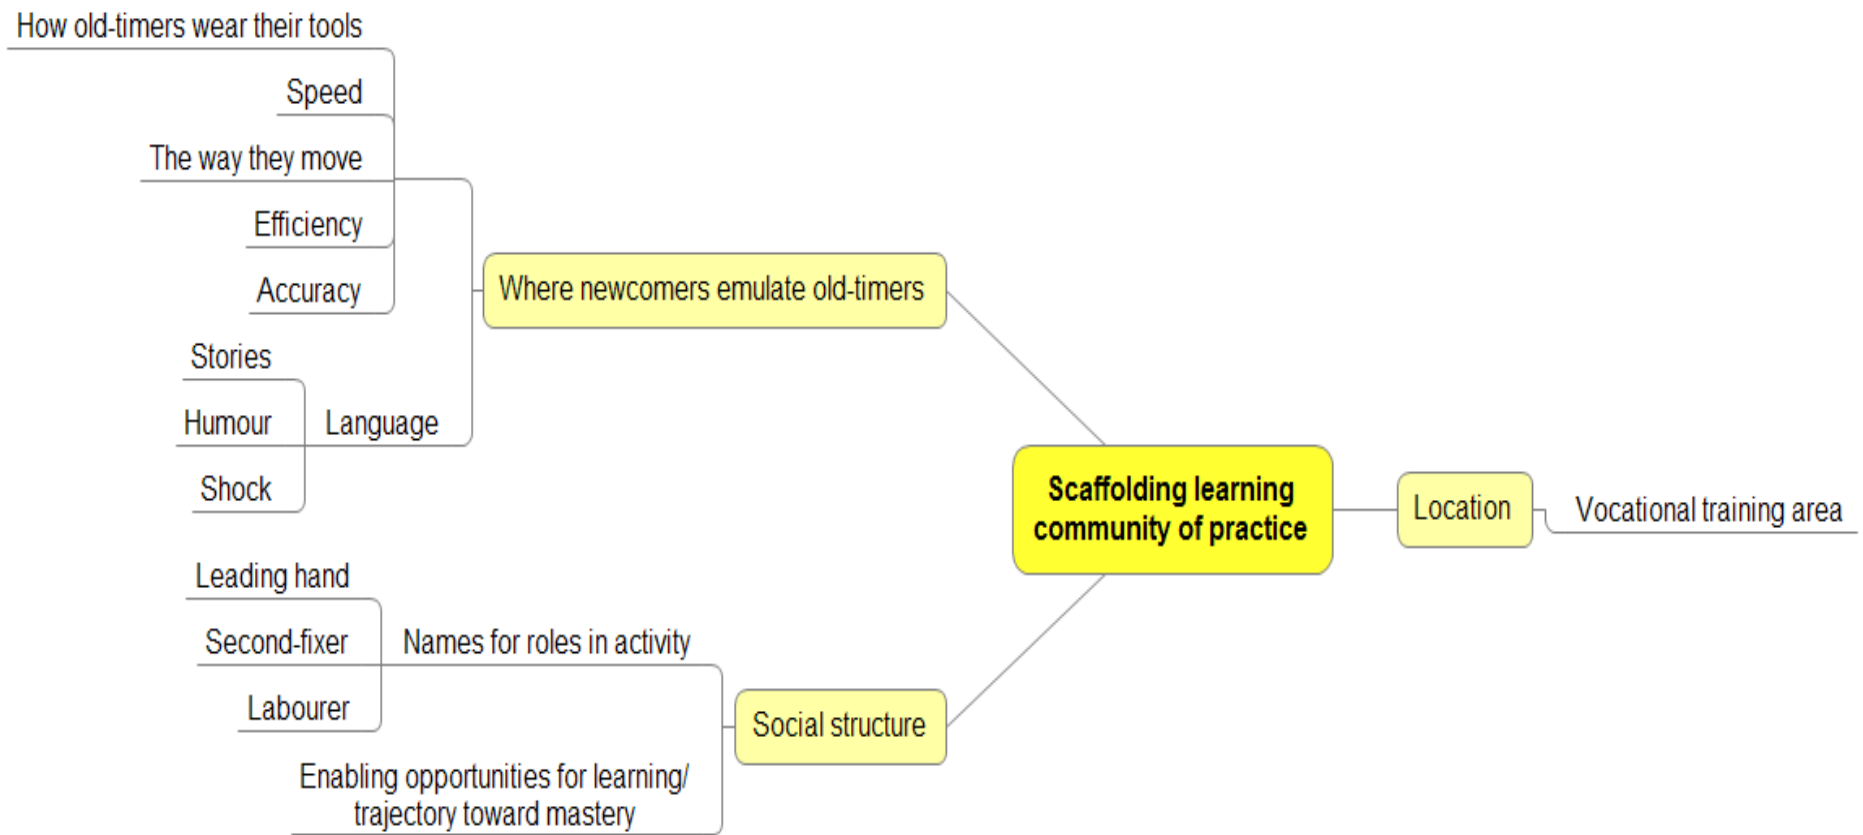 How old-timers wear their tools
Speed
The way they move
Efficiency
Accuracy
Where newcomers emulate old-timers
Stories
Humour
Language
Shock
Scaffolding learning
community of practice
Location
Vocational training area
Leading hand
Second-fixer
Names for roles in activity
Labourer
Social structure
Enabling opportunities for learning/
trajectory toward mastery